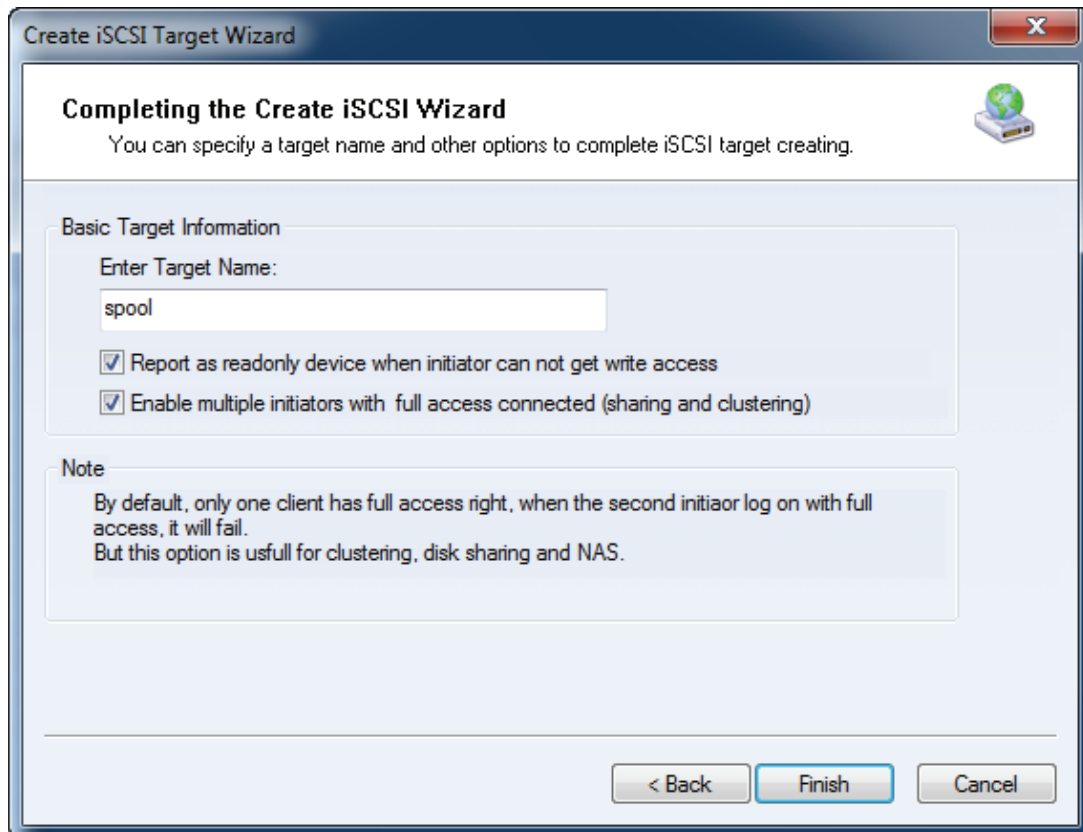 Create iSCSI Target Wizard
Completing the Create iSCSI Wizard
You can specify a target name and other options to complete iSCSI target creating.
Basic Target Information
Enter Target Name:
spool
Report as readonly device when initiator can not get write access
Enable multiple initiators with full access connected (sharing and clustering)
Note
By default, only one client has full access right, when the second initiaor log on with full
access, it will fail.
But this option is usfull for clustering, disk sharing and NAS.
< Back
Finish
Cancel